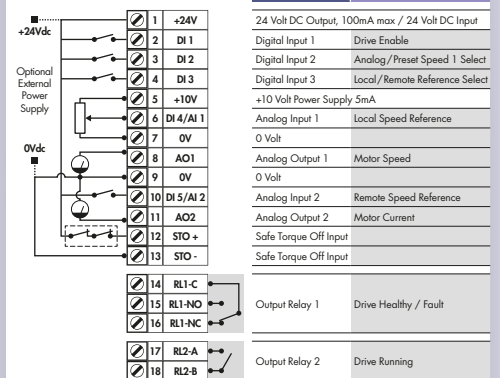 +24Vdc
Optional
External
Power
Supply
0Vdc
1 +24V 24 Volt DC Output, 100mA max / 24 Volt DC Input
2 DI 1 Digital Input 1 Drive Enable
3 DI 2 Digital Input 2 Analog/Preset Speed 1 Select
4 DI 3 Digital Input 3 Local/Remote Reference Select
5 +10V +10 Volt Power Supply 5mA
6 DI 4/AI 1 Analog Input 1 Local Speed Reference
7 0V 0 Volt
8 AO1 Analog Output 1 Motor Speed
9 0V 0 Volt
10 DI 5/AI 2 Analog Input 2 Remote Speed Reference
11 AO2 Analog Output 2 Motor Current
12 STO + Safe Torque Off Input
13 STO - Safe Torque Off Input
14 RL1-C
15 RL1-NO Output Relay 1 Drive Healthy / Fault
16 RL1-NC
17 RL2-A
Output Relay 2 Drive Running
18 RL2-B